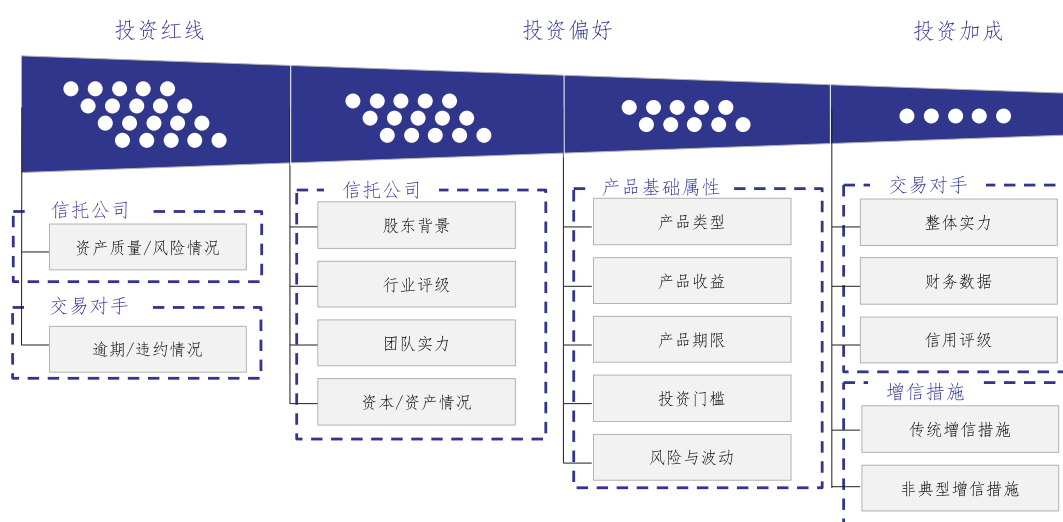 投资红线
投资偏好
投资加成
信托公司
资产质量/风险情况
交易对手
逾期/违约情况
信托公司
股东背景
行业评级
团队实力
资本/资产情况
产品基础属性
产品类型
产品收益
产品期限
投资门槛
风险与波动
交易对手
整体实力
财务数据
信用评级
增信措施
传统增信措施
非典型增信措施